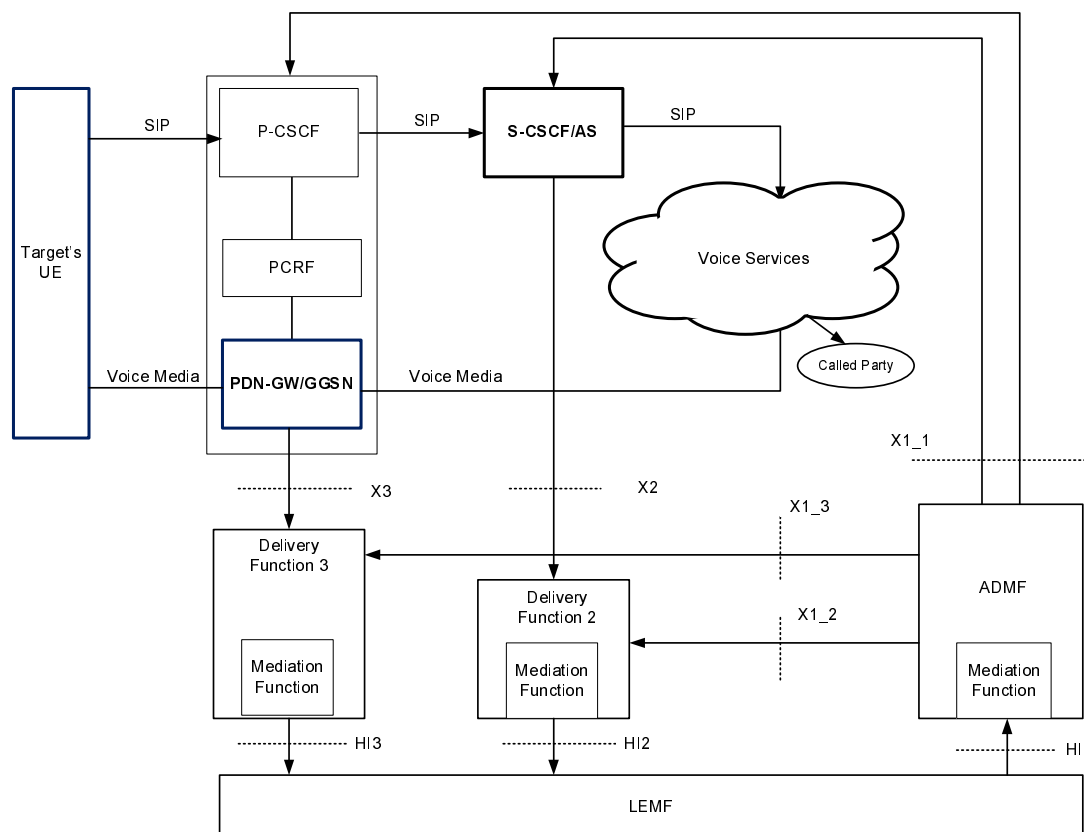 SIP
P-CSCF
SIP
S-CSCF/AS
SIP
Target's
UE
PCRF
Voice Services
Voice Media
PDN-GW/GGSN
Voice Media
Called Party
X1_1
X3
X2
X1_3
Delivery
Function 3
ADMF
Delivery
Function 2
X1_2
Mediation
Function
Mediation
Function
Mediation
Function
HI3
HI2
HI
LEMF